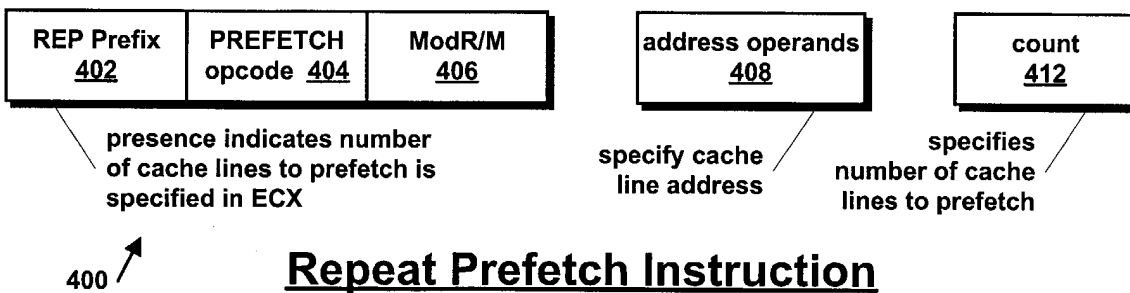 REP Prefix
402
PREFETCH
opcode 404
ModR/M
406
address operands
408
count
412
presence indicates number
of cache lines to prefetch is
specified in ECX
specify cache
line address
specifies
number of cache
lines to prefetch
400
Repeat Prefetch Instruction